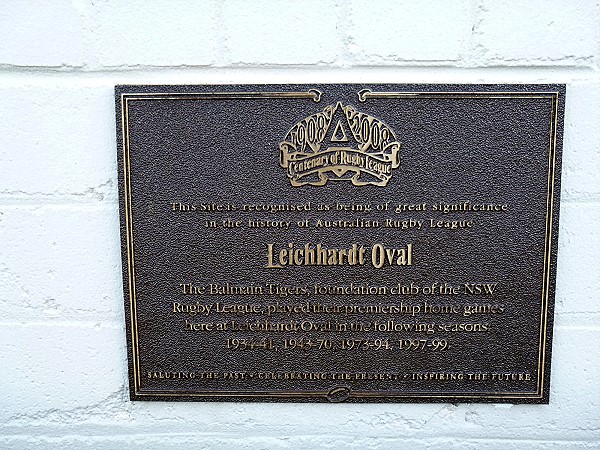 1908 2008
Centenary of Rugby League
This Site is recognised as being of great significance
in the history of Australian Rugby League
Leichhardt Oval
The Balmain Tigers, foundation club of the NSW
Rugby League, played their premiership home games
here at Leichhardt Oval in the following seasons:
1934-41, 1943-70, 1973-94, 1997-99.
SALUTING THE PAST • CELEBRATING THE PRESENT • INSPIRING THE FUTURE